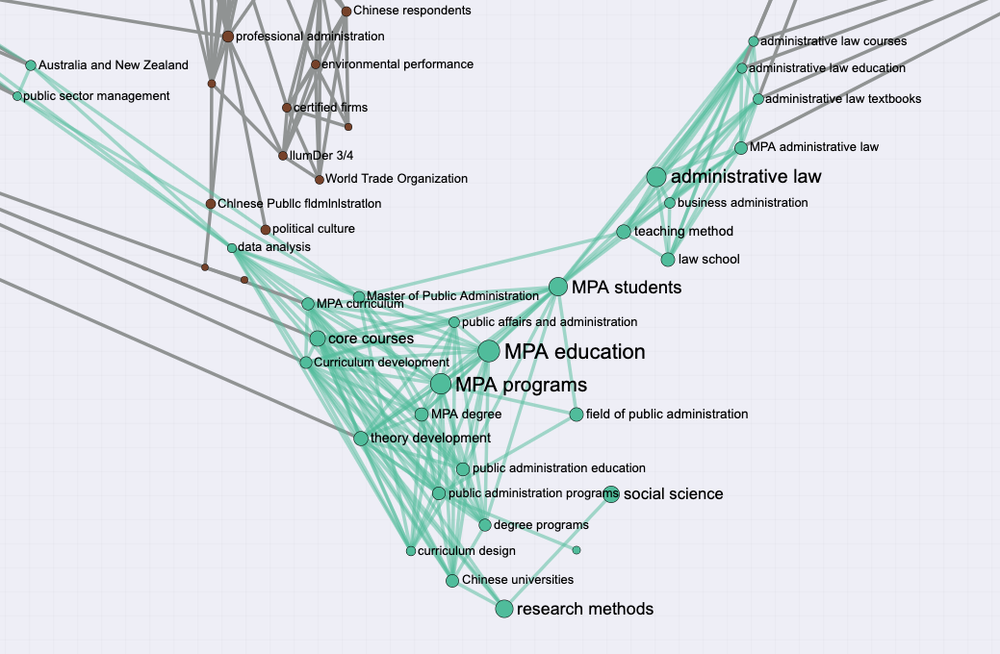 Chinese respondents
professional administration
administrative law courses
Australia and New Zealand
environmental performance
administrative law education
public sector management
certified firms
administrative law textbooks
llumDer 3/4
MPA administrative law
World Trade Organization
administrative law
Chlnese Publlc fldmlnlstratlon
business administration
political culture
teaching method
data analysis
law school
Master of Public Administration
MPA students
MPA curriculum
public affairs and administration
core courses
MPA education
Curriculum development
MPA programs
MPA degree
field of public administration
theory development
public administration education
public administration programs
social science
degree programs
curriculum design
Chinese universities
research methods